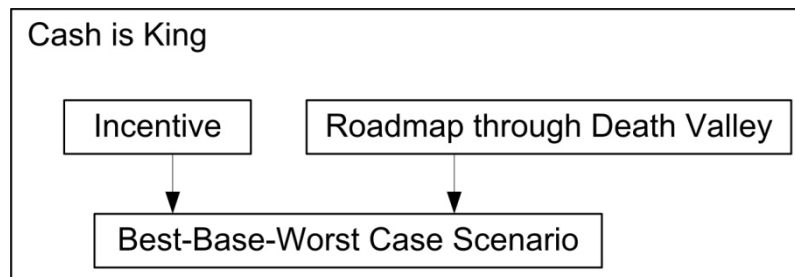 Cash is King
Incentive
Roadmap through Death Valley
Best-Base-Worst Case Scenario